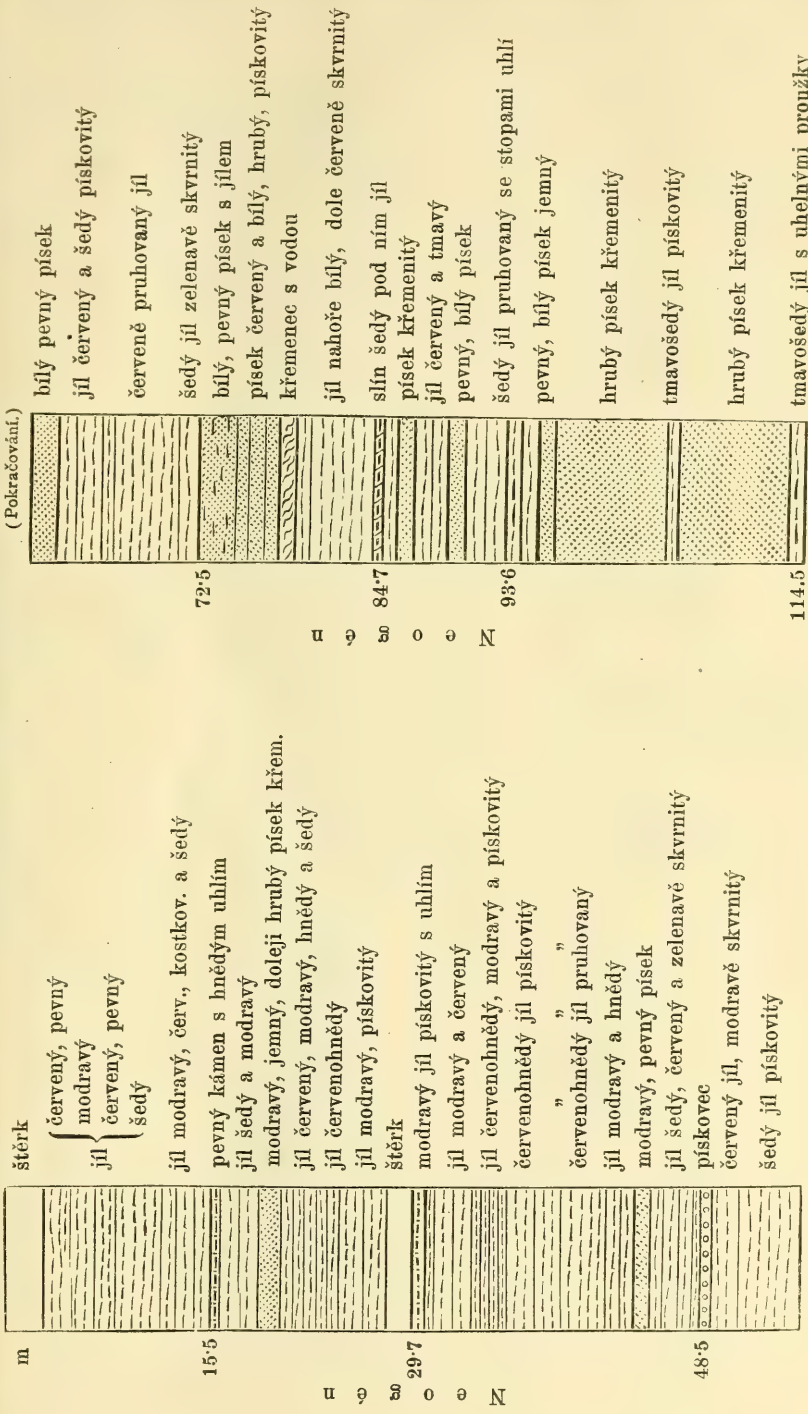 m
štěrk
červený, pevný
modravý
jíl
červený, pevný
šedý
jíl modravý, červ., kostkov. a šedý
15·5
pevný kámen s hnědým uhlím
jíl šedý a modravý
modravý, jemný, doleji hrubý písek křem.
jíl červený, modravý, hnědý a šedý
jíl červenohnědý
jíl modravý, pískovitý
štěrk
29·7
modravý jíl pískovitý s uhlím
jíl modravý a červený
jíl červenohnědý, modravý a pískovitý
červenohnědý jíl pískovitý
" " "
červenohnědý jíl pruhovaný
jíl modravý a hnědý
modravý, pevný písek
jíl šedý, červený a zelenavě skvrnitý
48·5
pískovec
červený jíl, modravě skvrnitý
šedý jíl pískovitý
Neogén
(Pokračování.)
bílý pevný písek
jíl červený a šedý pískovitý
červeně pruhovaný jíl
šedý jíl zelenavě skvrnitý
72·5
bílý, pevný písek s jílem
písek červený a bílý, hrubý, pískovitý
křemenec s vodou
jíl nahoře bílý, dole červeně skvrnitý
84·7
slín šedý pod ním jíl
písek křemenitý
jíl červený a tmavý
pevný, bílý písek
93·6
šedý jíl pruhovaný se stopami uhlí
pevný, bílý písek jemný
hrubý písek křemenitý
tmavošedý jíl pískovitý
hrubý písek křemenitý
114.5
tmavošedý jíl s uhelnými proužky
Neogén